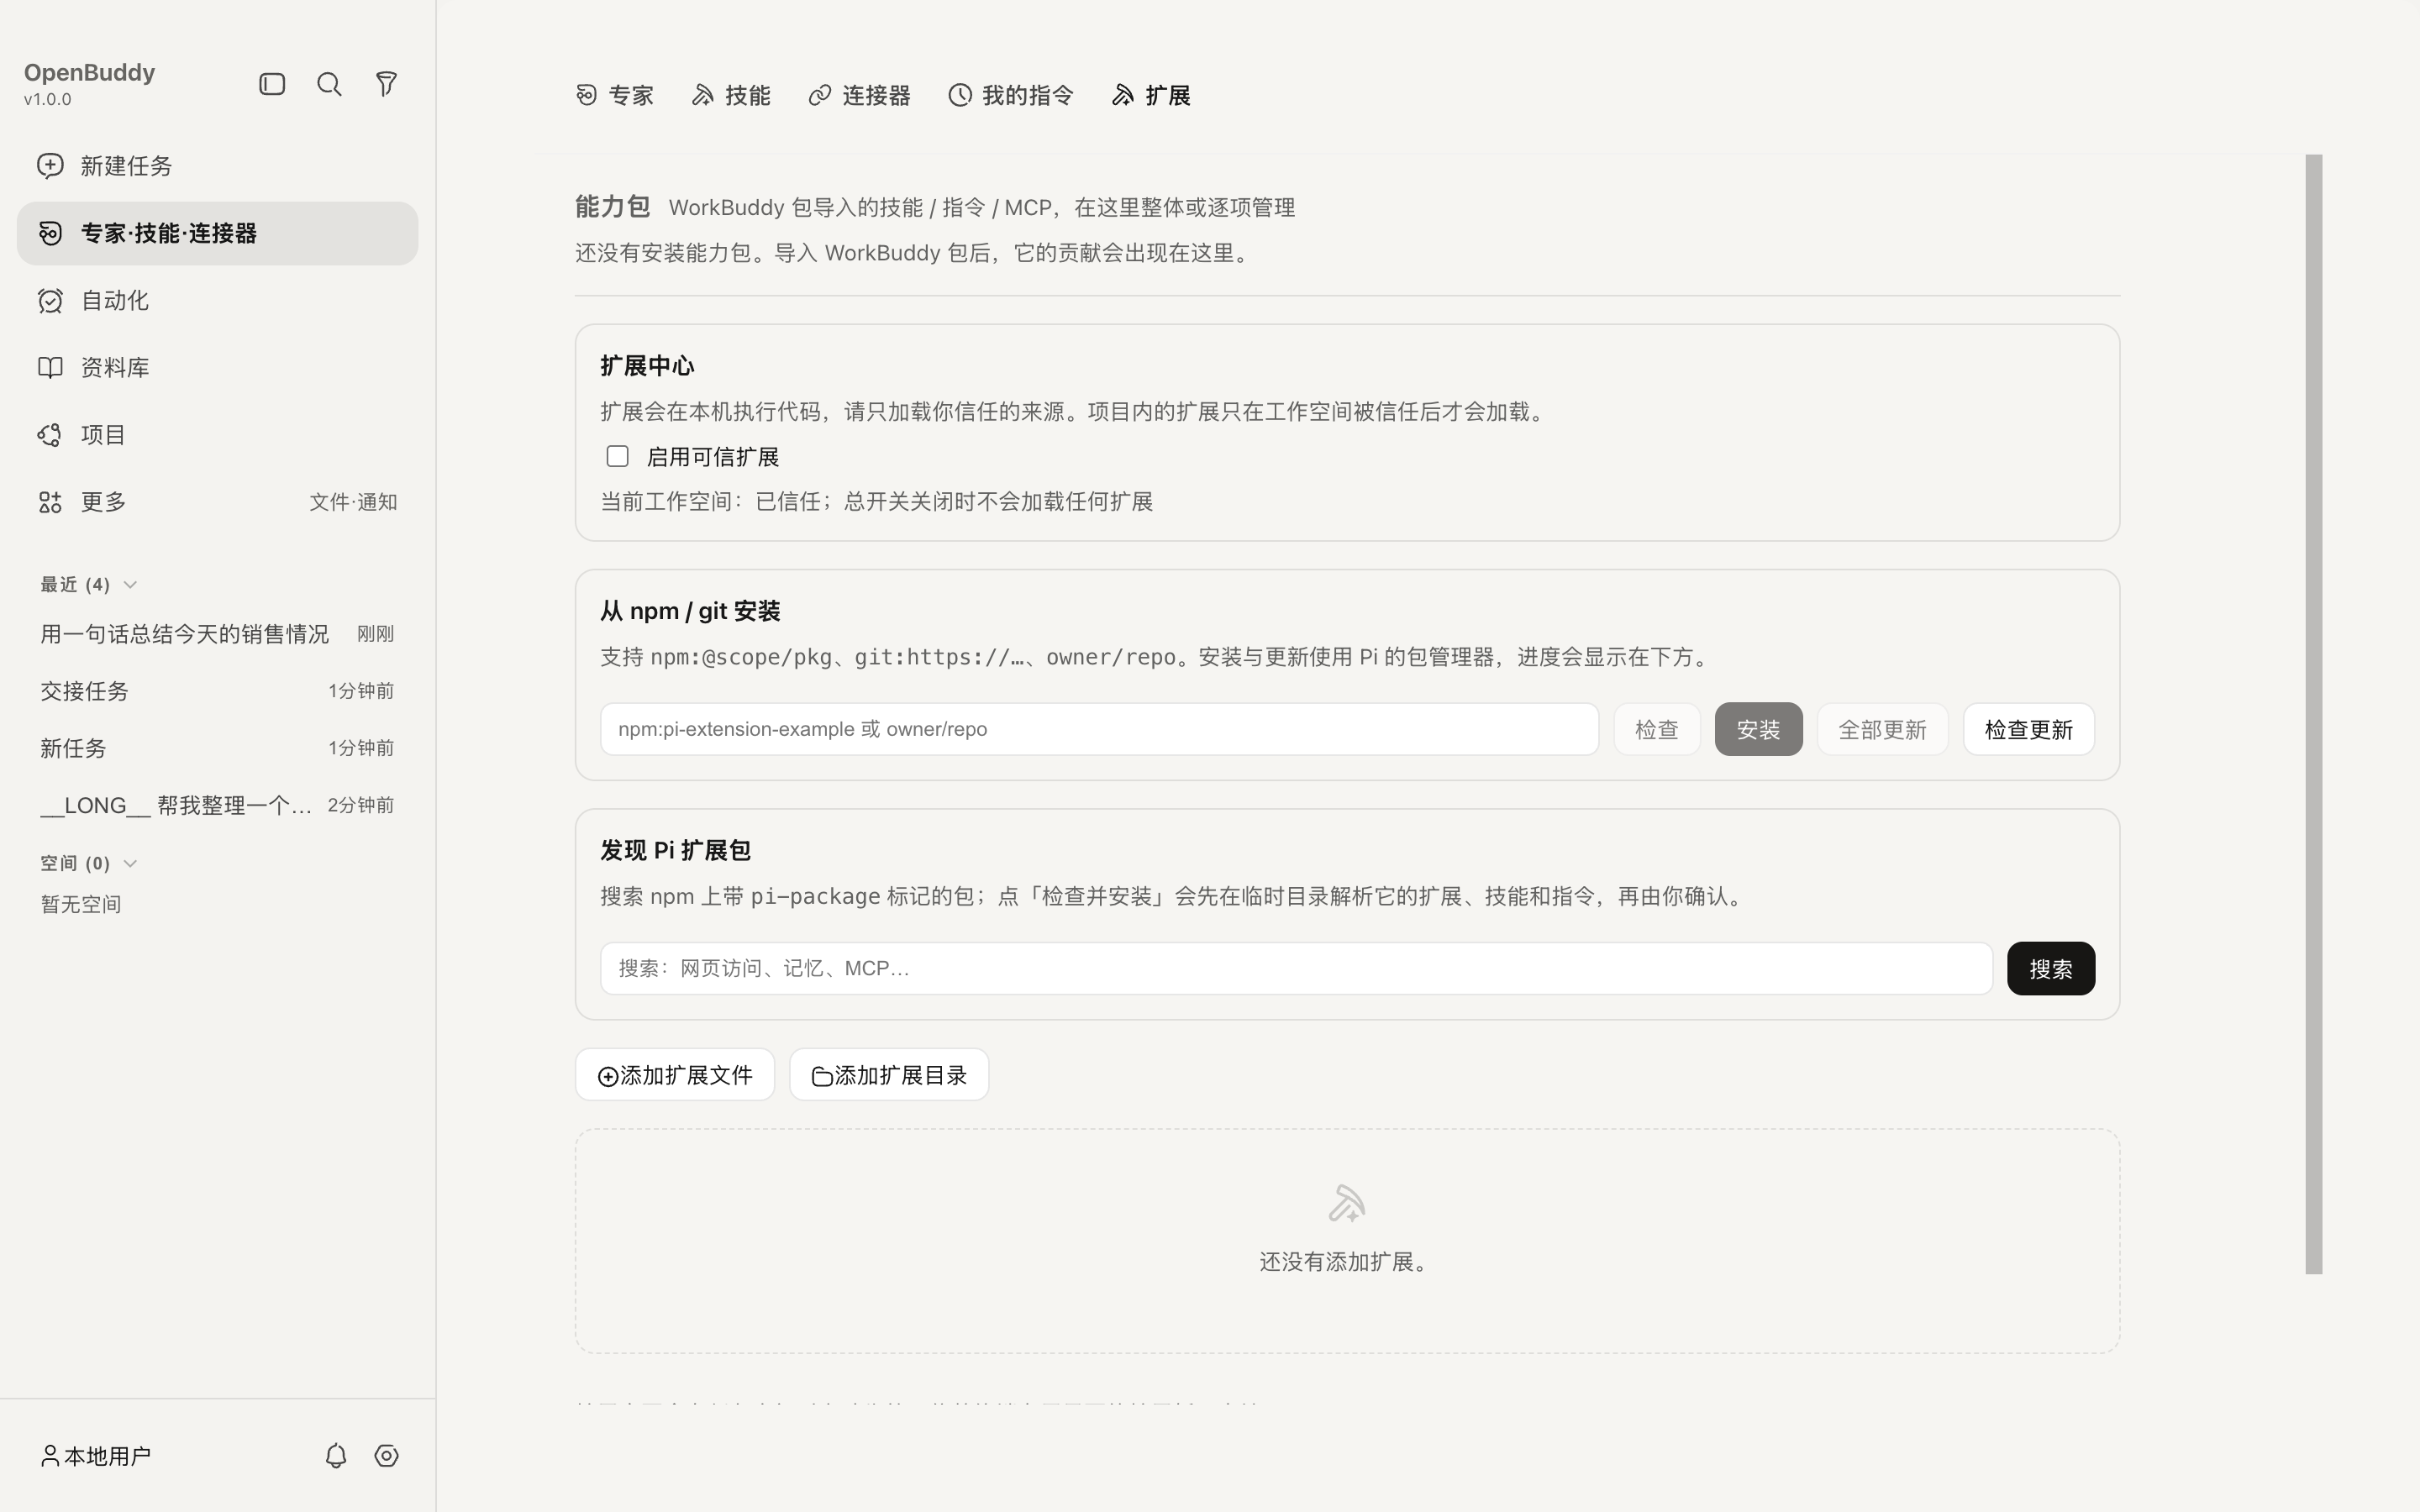 OpenBuddy
v1.0.0
新建任务
专家·技能·连接器
自动化
资料库
项目
更多 文件·通知
最近 (4)
用一句话总结今天的销售情况 刚刚
交接任务 1分钟前
新任务 1分钟前
__LONG__ 帮我整理一个… 2分钟前
空间 (0)
暂无空间
本地用户
专家 技能 连接器 我的指令 扩展
能力包 WorkBuddy 包导入的技能 / 指令 / MCP，在这里整体或逐项管理
还没有安装能力包。导入 WorkBuddy 包后，它的贡献会出现在这里。
扩展中心
扩展会在本机执行代码，请只加载你信任的来源。项目内的扩展只在工作空间被信任后才会加载。
启用可信扩展
当前工作空间：已信任；总开关关闭时不会加载任何扩展
从 npm / git 安装
支持 npm:@scope/pkg、git:https://…、owner/repo。安装与更新使用 Pi 的包管理器，进度会显示在下方。
npm:pi-extension-example 或 owner/repo 检查 安装 全部更新 检查更新
发现 Pi 扩展包
搜索 npm 上带 pi-package 标记的包；点「检查并安装」会先在临时目录解析它的扩展、技能和指令，再由你确认。
搜索：网页访问、记忆、MCP… 搜索
添加扩展文件 添加扩展目录
还没有添加扩展。